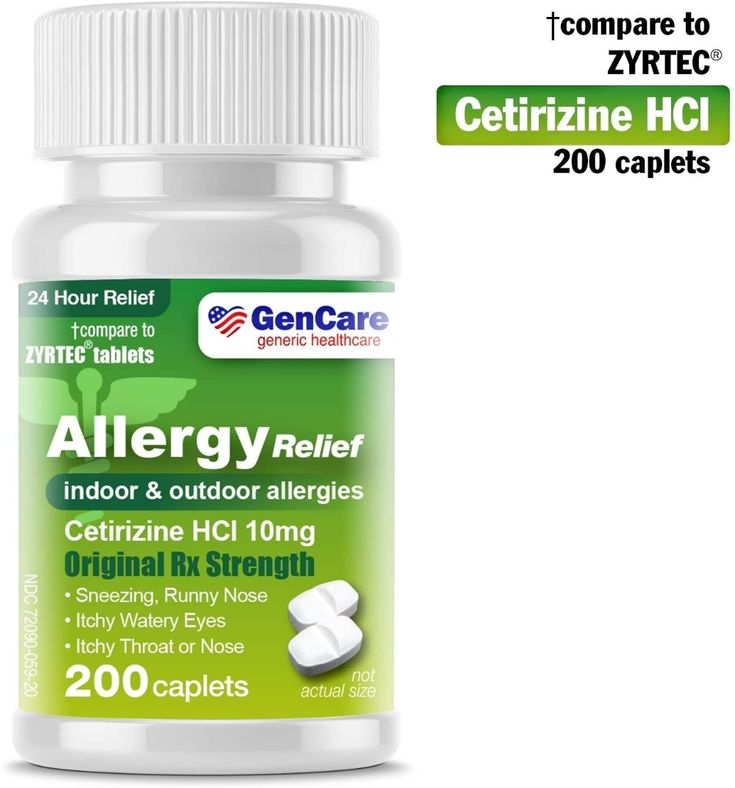 †compare to
ZYRTEC®
Cetirizine HCl
200 caplets
24 Hour Relief
†compare to
ZYRTEC® tablets
GenCare
generic healthcare
Allergy Relief
indoor & outdoor allergies
Cetirizine HCl 10mg
Original Rx Strength
• Sneezing, Runny Nose
• Itchy Watery Eyes
• Itchy Throat or Nose
200 caplets
not
actual size
NDC 72090-059-20